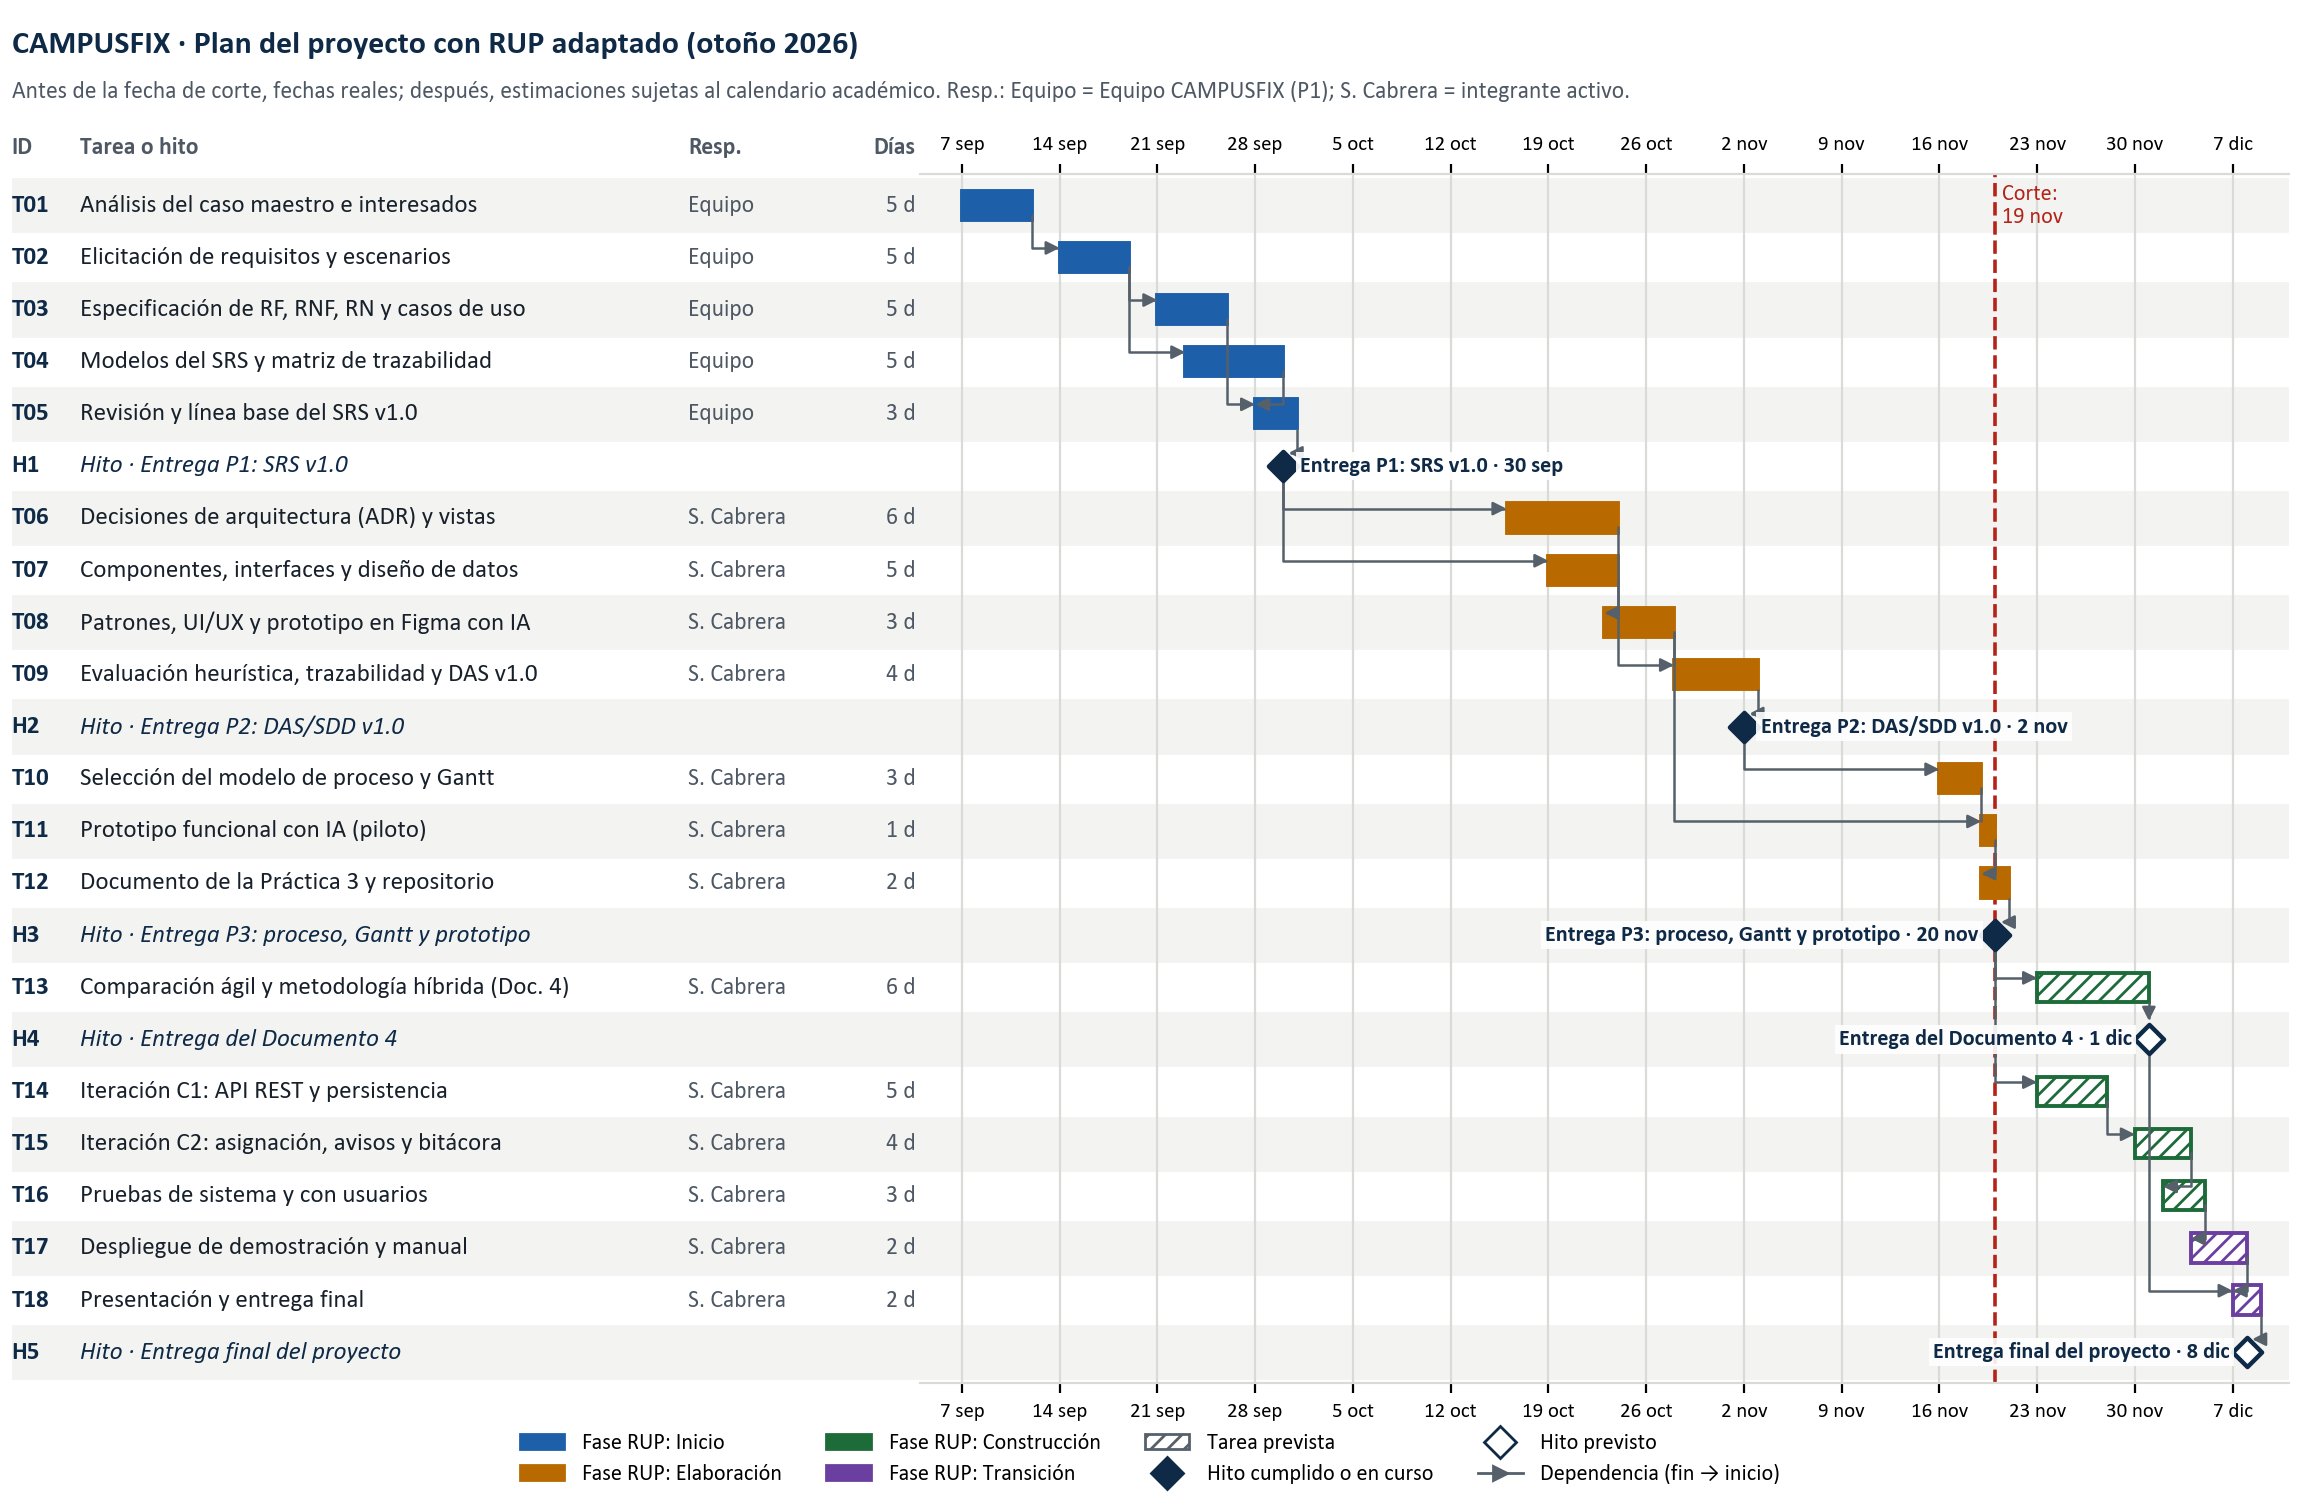 CAMPUSFIX · Plan del proyecto con RUP adaptado (otoño 2026)
Antes de la fecha de corte, fechas reales; después, estimaciones sujetas al calendario académico. Resp.: Equipo = Equipo CAMPUSFIX (P1); S. Cabrera = integrante activo.
ID Tarea o hito Resp. Días 7 sep 14 sep 21 sep 28 sep 5 oct 12 oct 19 oct 26 oct 2 nov 9 nov 16 nov 23 nov 30 nov 7 dic
Corte:
T01 Análisis del caso maestro e interesados Equipo 5 d
19 nov
T02 Elicitación de requisitos y escenarios Equipo 5 d
T03 Especificación de RF, RNF, RN y casos de uso Equipo 5 d
T04 Modelos del SRS y matriz de trazabilidad Equipo 5 d
T05 Revisión y línea base del SRS v1.0 Equipo 3 d
H1 Hito · Entrega P1: SRS v1.0 Entrega P1: SRS v1.0 · 30 sep
T06 Decisiones de arquitectura (ADR) y vistas S. Cabrera 6 d
T07 Componentes, interfaces y diseño de datos S. Cabrera 5 d
T08 Patrones, UI/UX y prototipo en Figma con IA S. Cabrera 3 d
T09 Evaluación heurística, trazabilidad y DAS v1.0 S. Cabrera 4 d
H2 Hito · Entrega P2: DAS/SDD v1.0 Entrega P2: DAS/SDD v1.0 · 2 nov
T10 Selección del modelo de proceso y Gantt S. Cabrera 3 d
T11 Prototipo funcional con IA (piloto) S. Cabrera 1 d
T12 Documento de la Práctica 3 y repositorio S. Cabrera 2 d
H3 Hito · Entrega P3: proceso, Gantt y prototipo Entrega P3: proceso, Gantt y prototipo · 20 nov
T13 Comparación ágil y metodología híbrida (Doc. 4) S. Cabrera 6 d
H4 Hito · Entrega del Documento 4 Entrega del Documento 4 · 1 dic
T14 Iteración C1: API REST y persistencia S. Cabrera 5 d
T15 Iteración C2: asignación, avisos y bitácora S. Cabrera 4 d
T16 Pruebas de sistema y con usuarios S. Cabrera 3 d
T17 Despliegue de demostración y manual S. Cabrera 2 d
T18 Presentación y entrega final S. Cabrera 2 d
H5 Hito · Entrega final del proyecto Entrega final del proyecto · 8 dic
7 sep 14 sep 21 sep 28 sep 5 oct 12 oct 19 oct 26 oct 2 nov 9 nov 16 nov 23 nov 30 nov 7 dic
Fase RUP: Inicio Fase RUP: Construcción Tarea prevista Hito previsto
Fase RUP: Elaboración Fase RUP: Transición Hito cumplido o en curso Dependencia (fin → inicio)